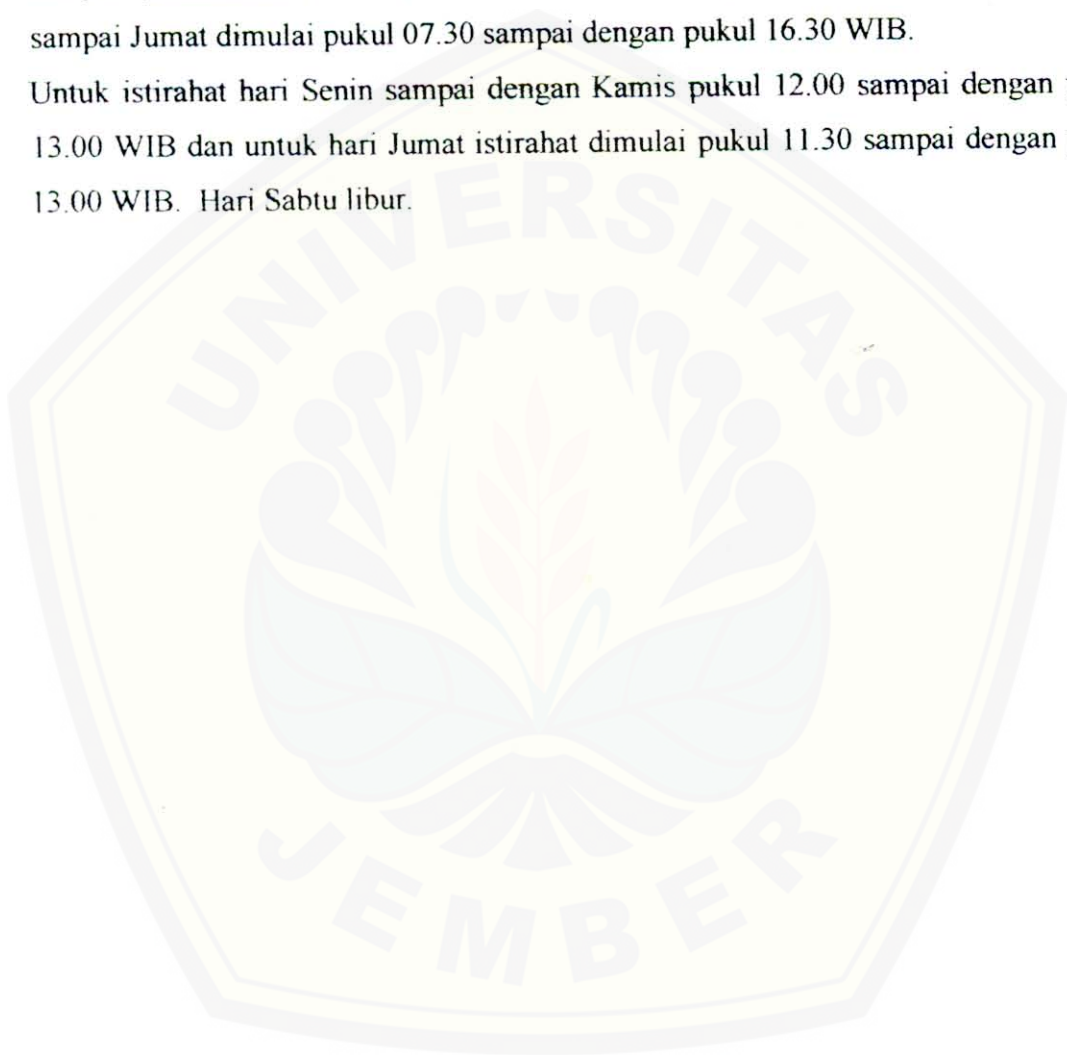 sampai Jumat dimulai pukul 07.30 sampai dengan pukul 16.30 WIB.
Untuk istirahat hari Senin sampai dengan Kamis pukul 12.00 sampai dengan
13.00 WIB dan untuk hari Jumat istirahat dimulai pukul 11.30 sampai dengan
13.00 WIB. Hari Sabtu libur.
UNIVERSITAS
JEMBER